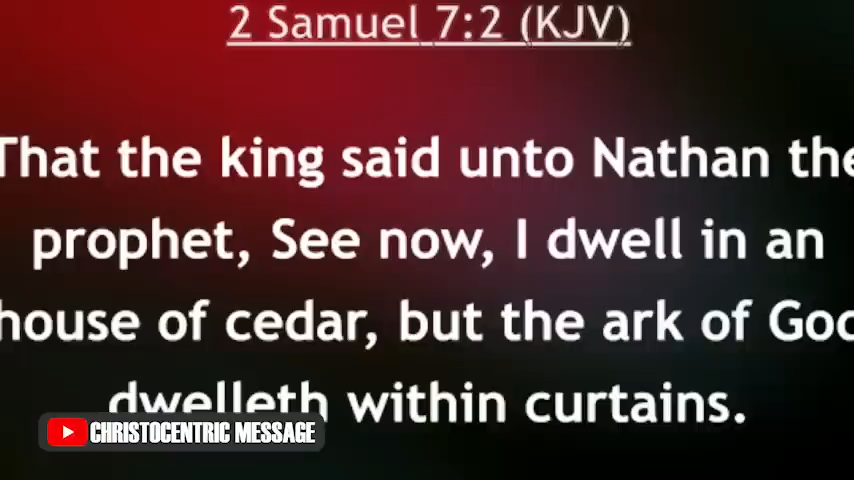 2 Samuel 7:2 (KJV)
That the king said unto Nathan the
prophet, See now, I dwell in an
house of cedar, but the ark of God
dwelleth within curtains.
CHRISTOCENTRIC MESSAGE